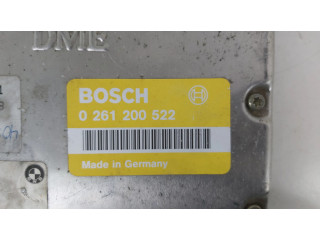 DME
BOSCH
0 261 200 522
Made in Germany